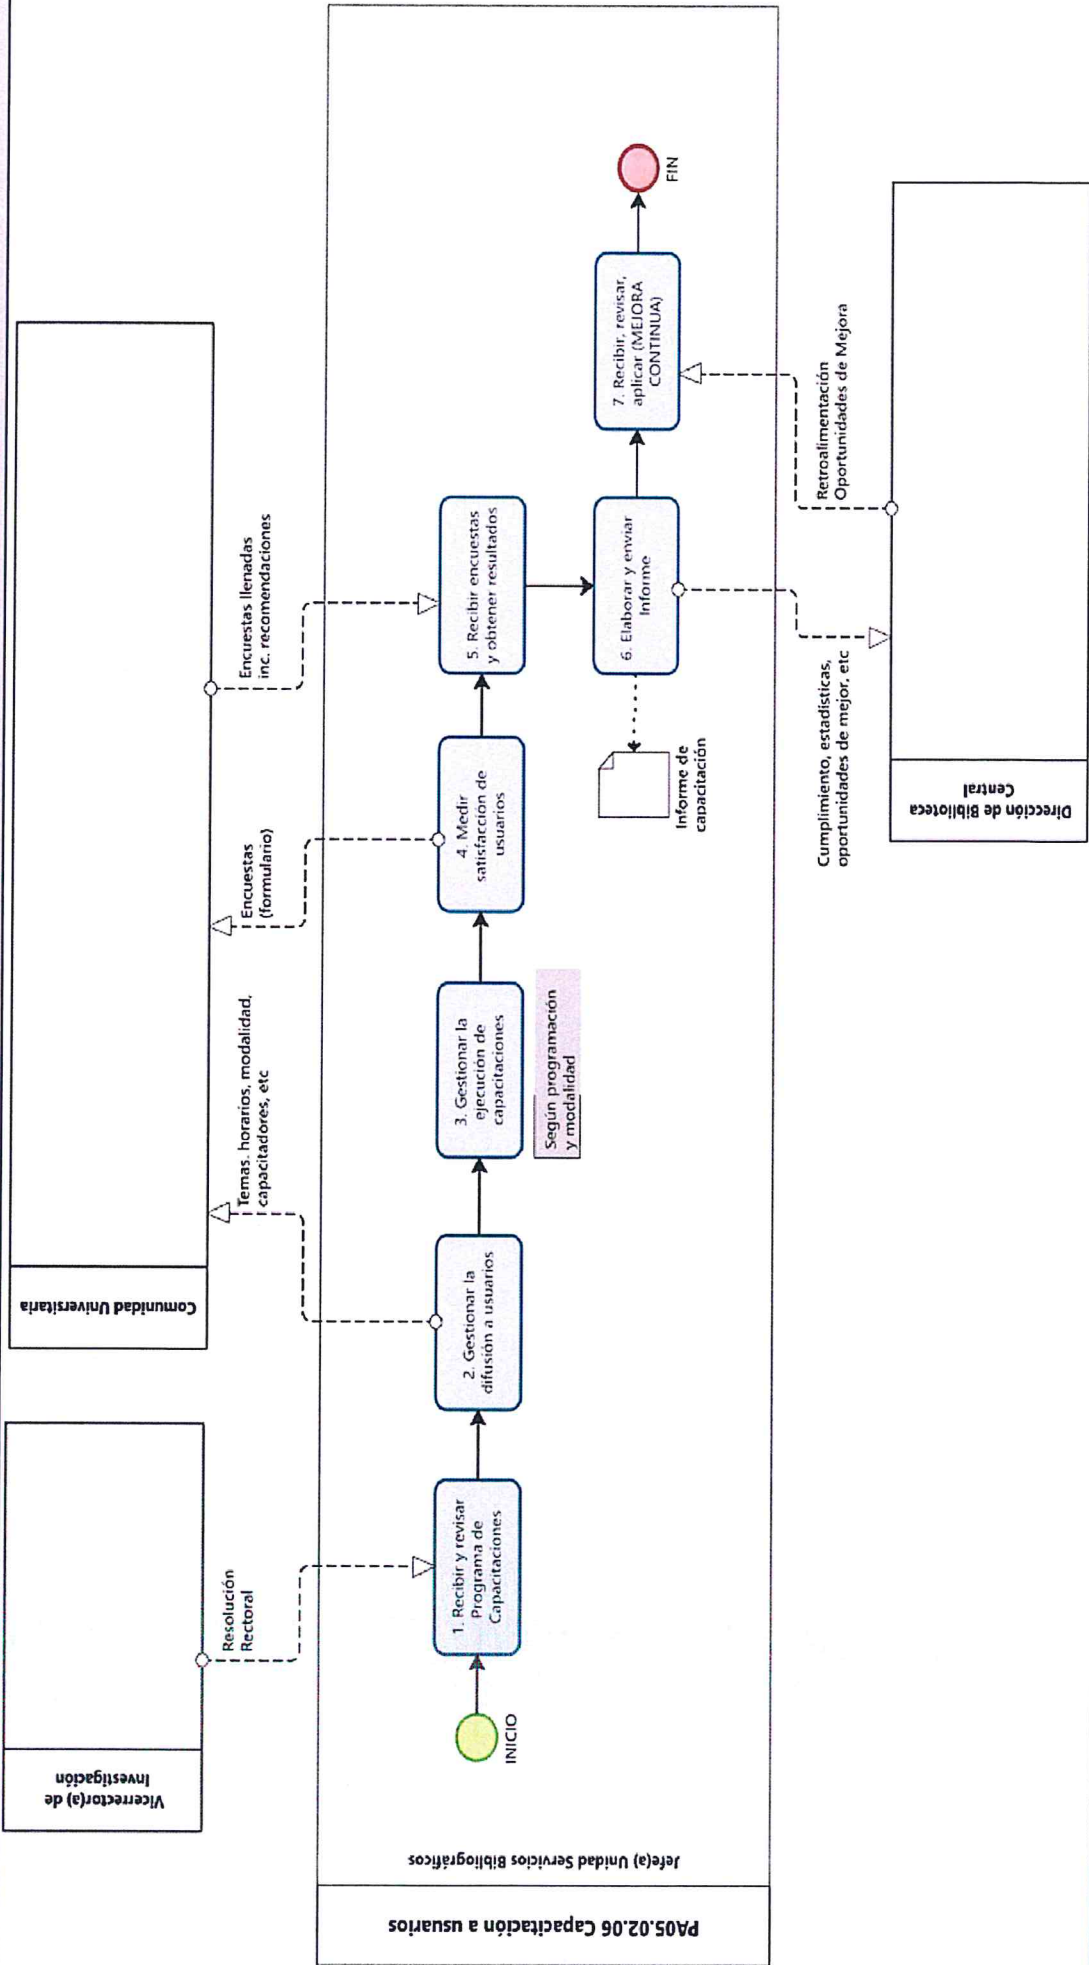 PA05.02.06 Capacitación a usuarios
Jefe(a) Unidad Servicios Bibliográficos
Vicerrector(a) de
Investigación
Resolución
Rectoral
Comunidad Universitaria
Temas. horarios, modalidad,
capacitadores, etc
Encuestas
(formulario)
Encuestas llenadas
inc. recomendaciones
INICIO
1. Recibir y revisar
Programa de
Capacitaciones
2. Gestionar la
difusión a usuarios
3. Gestionar la
ejecución de
capacitaciones
Según programación
y modalidad
4. Medir
satisfacción de
usuarios
5. Recibir encuestas
y obtener resultados
6. Elaborar y enviar
Informe
Informe de
capacitación
7. Recibir, revisar,
aplicar (MEJORA
CONTINUA)
FIN
Cumplimiento, estadísticas,
oportunidades de mejor, etc
Retroalimentación
Oportunidades de Mejora
Dirección de Biblioteca
Central